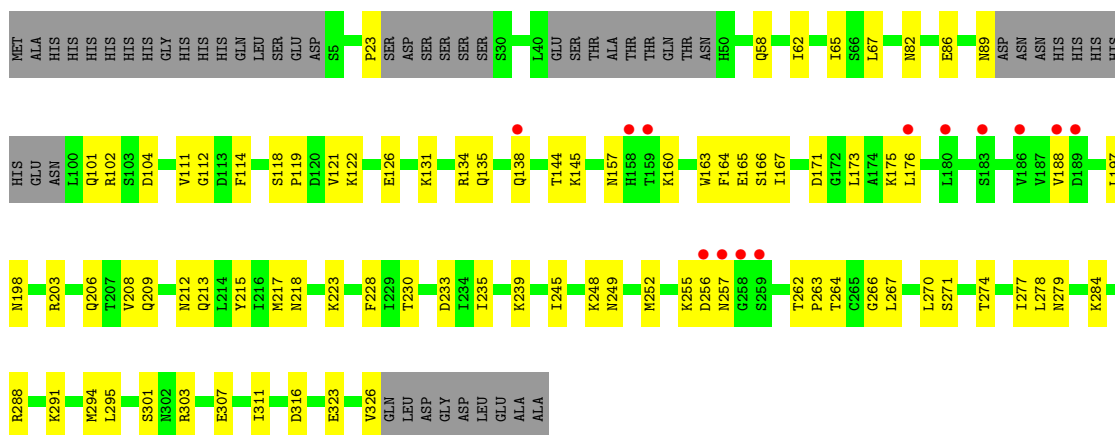 MET ALA HIS HIS HIS HIS HIS HIS GLY HIS HIS HIS GLN LEU SER GLU ASP S5 P23 SER ASP SER SER SER SER S30 L40 GLU SER THR ALA THR THR GLN THR ASN H50 Q58 I62 I65 S66 L67 N82 E86 N89 ASP ASN ASN HIS HIS HIS HIS
HIS GLU ASN L100 Q101 R102 S103 D104 V111 G112 D113 F114 S118 P119 D120 V121 K122 E126 K131 R134 Q135 Q138 T144 K145 N157 H158 T159 K160 W163 F164 E165 S166 I167 D171 G172 L173 A174 K175 L176 L180 S183 V186 V187 V188 D189 L197
N198 R203 Q206 T207 V208 Q209 N212 Q213 L214 Y215 I216 M217 N218 K223 F228 I229 T230 D233 I234 I235 K239 I245 K248 N249 M252 K255 D256 N257 G258 S259 T262 P263 T264 C265 G266 L267 L270 S271 T274 I277 L278 N279 K284
R288 K291 M294 L295 S301 N302 R303 E307 I311 D316 E323 V326 GLN LEU ASP GLY ASP LEU GLU ALA ALA